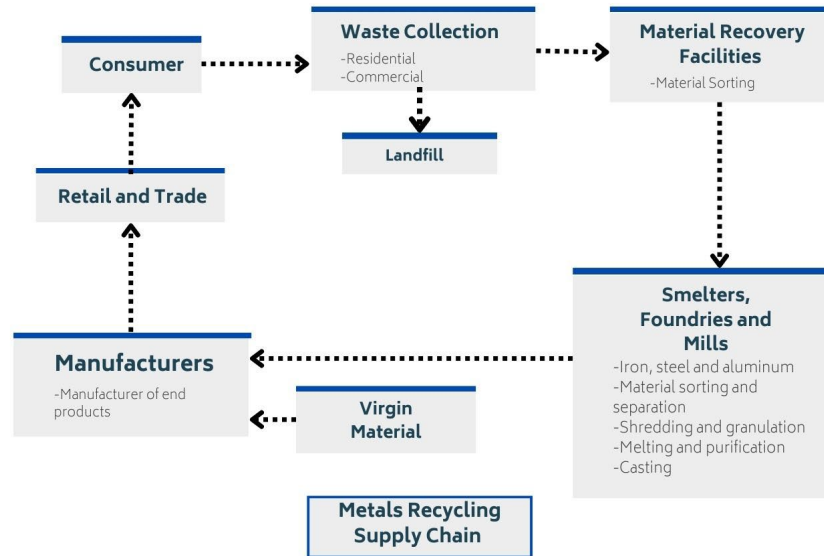 Consumer
Waste Collection
-Residential
-Commercial
Material Recovery
Facilities
-Material Sorting
Landfill
Retail and Trade
Smelters,
Foundries and
Mills
-Iron, steel and aluminum
-Material sorting and
separation
-Shredding and granulation
-Melting and purification
-Casting
Manufacturers
-Manufacturer of end
products
Virgin
Material
Metals Recycling
Supply Chain